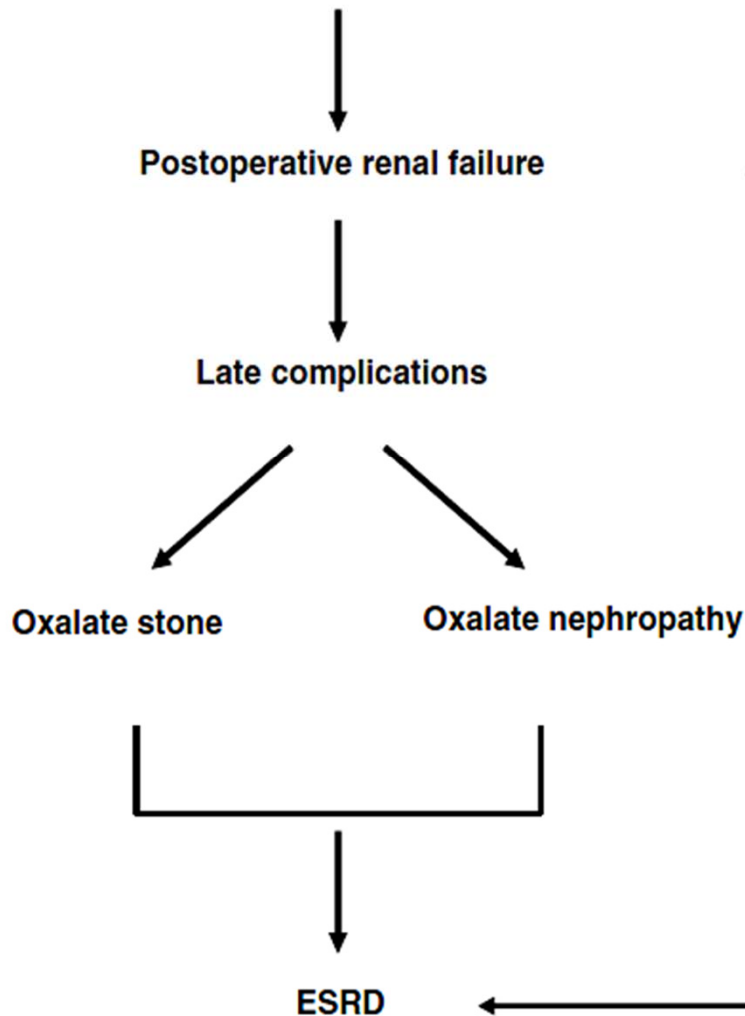 Postoperative renal failure
Late complications
Oxalate stone
Oxalate nephropathy
ESRD